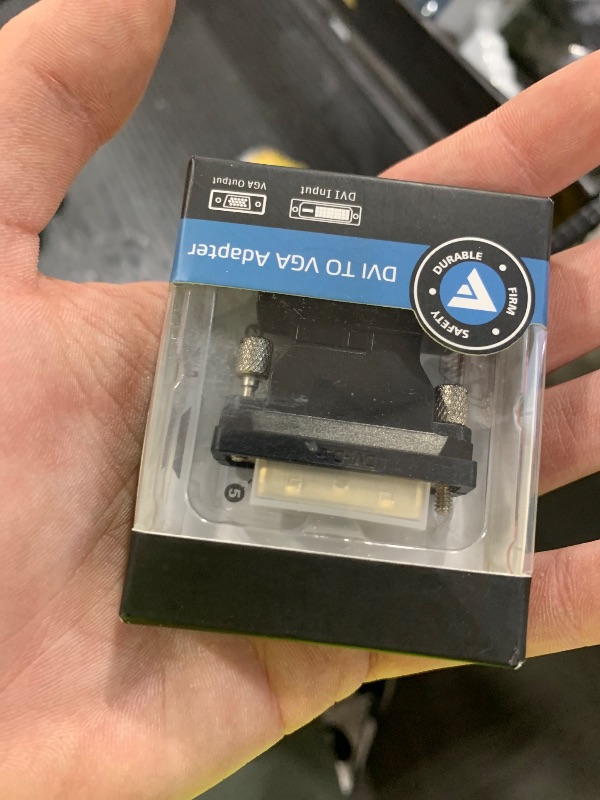 DVI TO VGA Adapter
DVI Input
VGA Output
DURABLE
FIRM
SAFETY
5